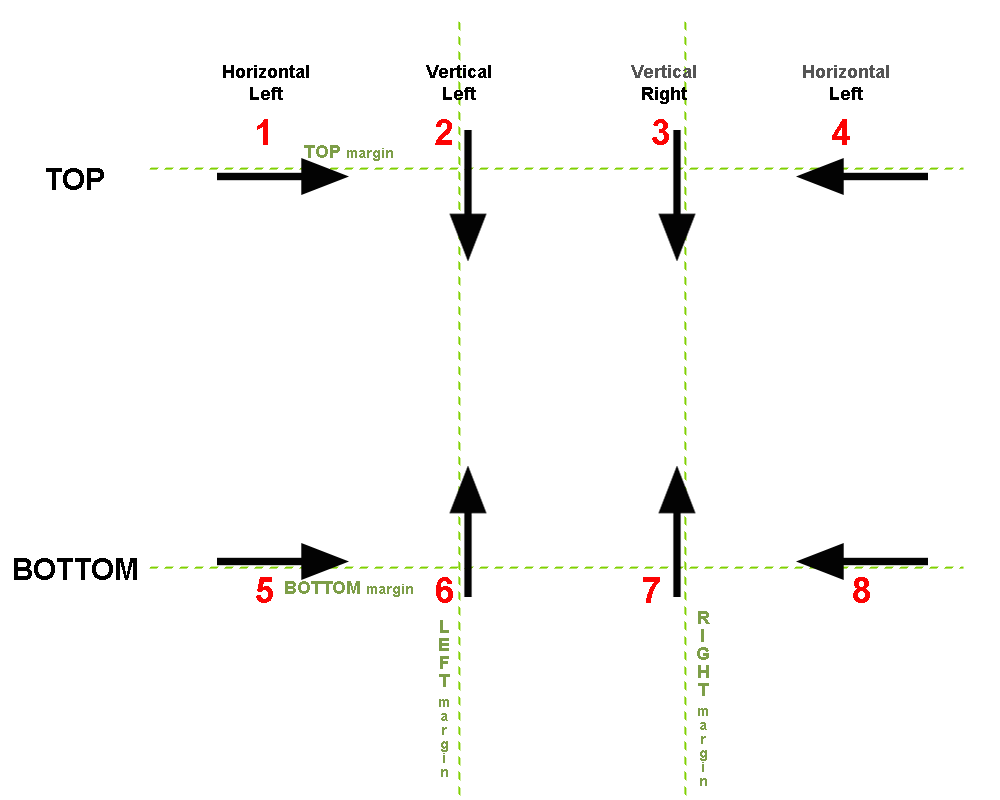 Horizontal
Left
Vertical
Left
Vertical
Right
Horizontal
Left
1
2
3
4
TOP margin
TOP
BOTTOM
5
BOTTOM margin
6
7
8
LEFT margin
RIGHT margin